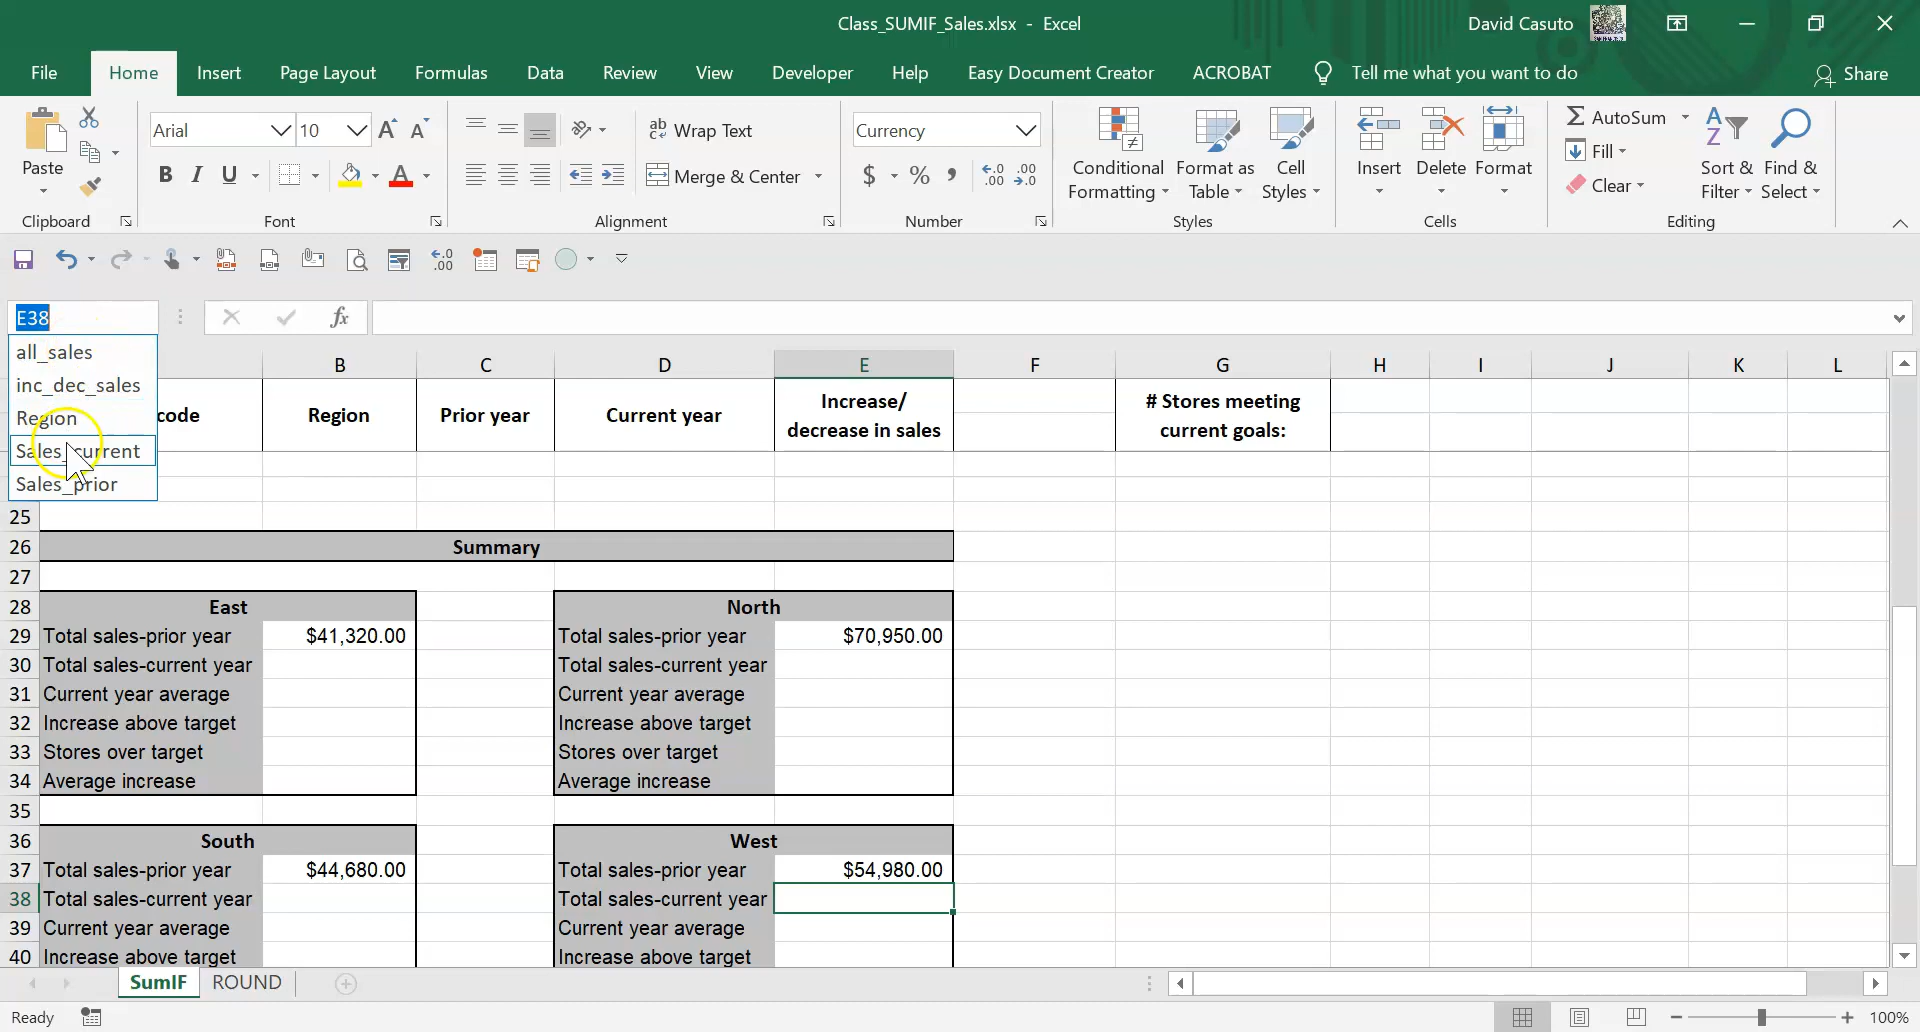 Class_SUMIF_Sales.xlsx - Excel
David Casuto
File Home Insert Page Layout Formulas Data Review View Developer Help Easy Document Creator ACROBAT Tell me what you want to do Share
Paste
Clipboard
Arial 10
B I U A
Font
ab Wrap Text
Merge & Center
Alignment
Currency
$ % , .00 .0
Number
Conditional Formatting
Format as Table
Cell Styles
Styles
Insert Delete Format
Cells
AutoSum
Fill
Clear
Sort & Filter
Find & Select
Editing
E38
fx
all_sales
inc_dec_sales
Region
Sales_current
Sales_prior
B C D E F G H I J K L
code Region Prior year Current year Increase/ # Stores meeting
decrease in sales current goals:
25
26 Summary
27
28 East North
29 Total sales-prior year $41,320.00 Total sales-prior year $70,950.00
30 Total sales-current year Total sales-current year
31 Current year average Current year average
32 Increase above target Increase above target
33 Stores over target Stores over target
34 Average increase Average increase
35
36 South West
37 Total sales-prior year $44,680.00 Total sales-prior year $54,980.00
38 Total sales-current year Total sales-current year
39 Current year average Current year average
40 Increase above target Increase above target
SumIF ROUND
Ready 100%